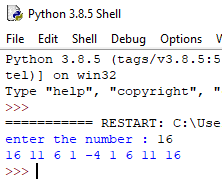 Python 3.8.5 Shell
File Edit Shell Debug
Python 3.8.5 (tags/v3.8.5:5
tel)] on win32
Type "help", "copyright", "
>>>
=========== RESTART: C:\Use
enter the number : 16
16 11 6 1 -4 1 6 11 16
>>>